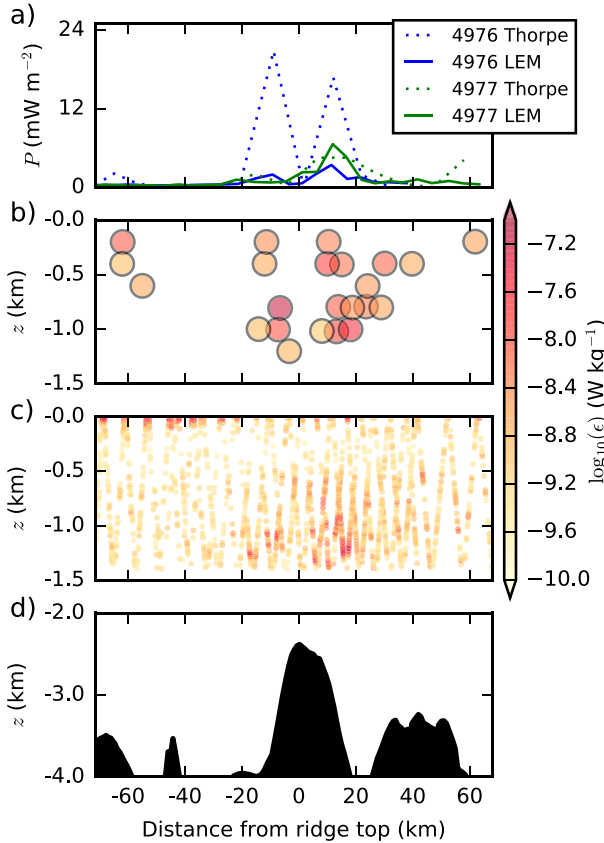 a)
24
12
0
P (mW m⁻²)
4976 Thorpe
4976 LEM
4977 Thorpe
4977 LEM
b)
-0.0
-0.5
-1.0
-1.5
z (km)
c)
-0.0
-0.5
-1.0
-1.5
z (km)
−7.2
−7.6
−8.0
−8.4
−8.8
−9.2
−9.6
−10.0
log₁₀(ϵ) (W kg⁻¹)
d)
-2.0
-3.0
-4.0
z (km)
-60 -40 -20 0 20 40 60
Distance from ridge top (km)